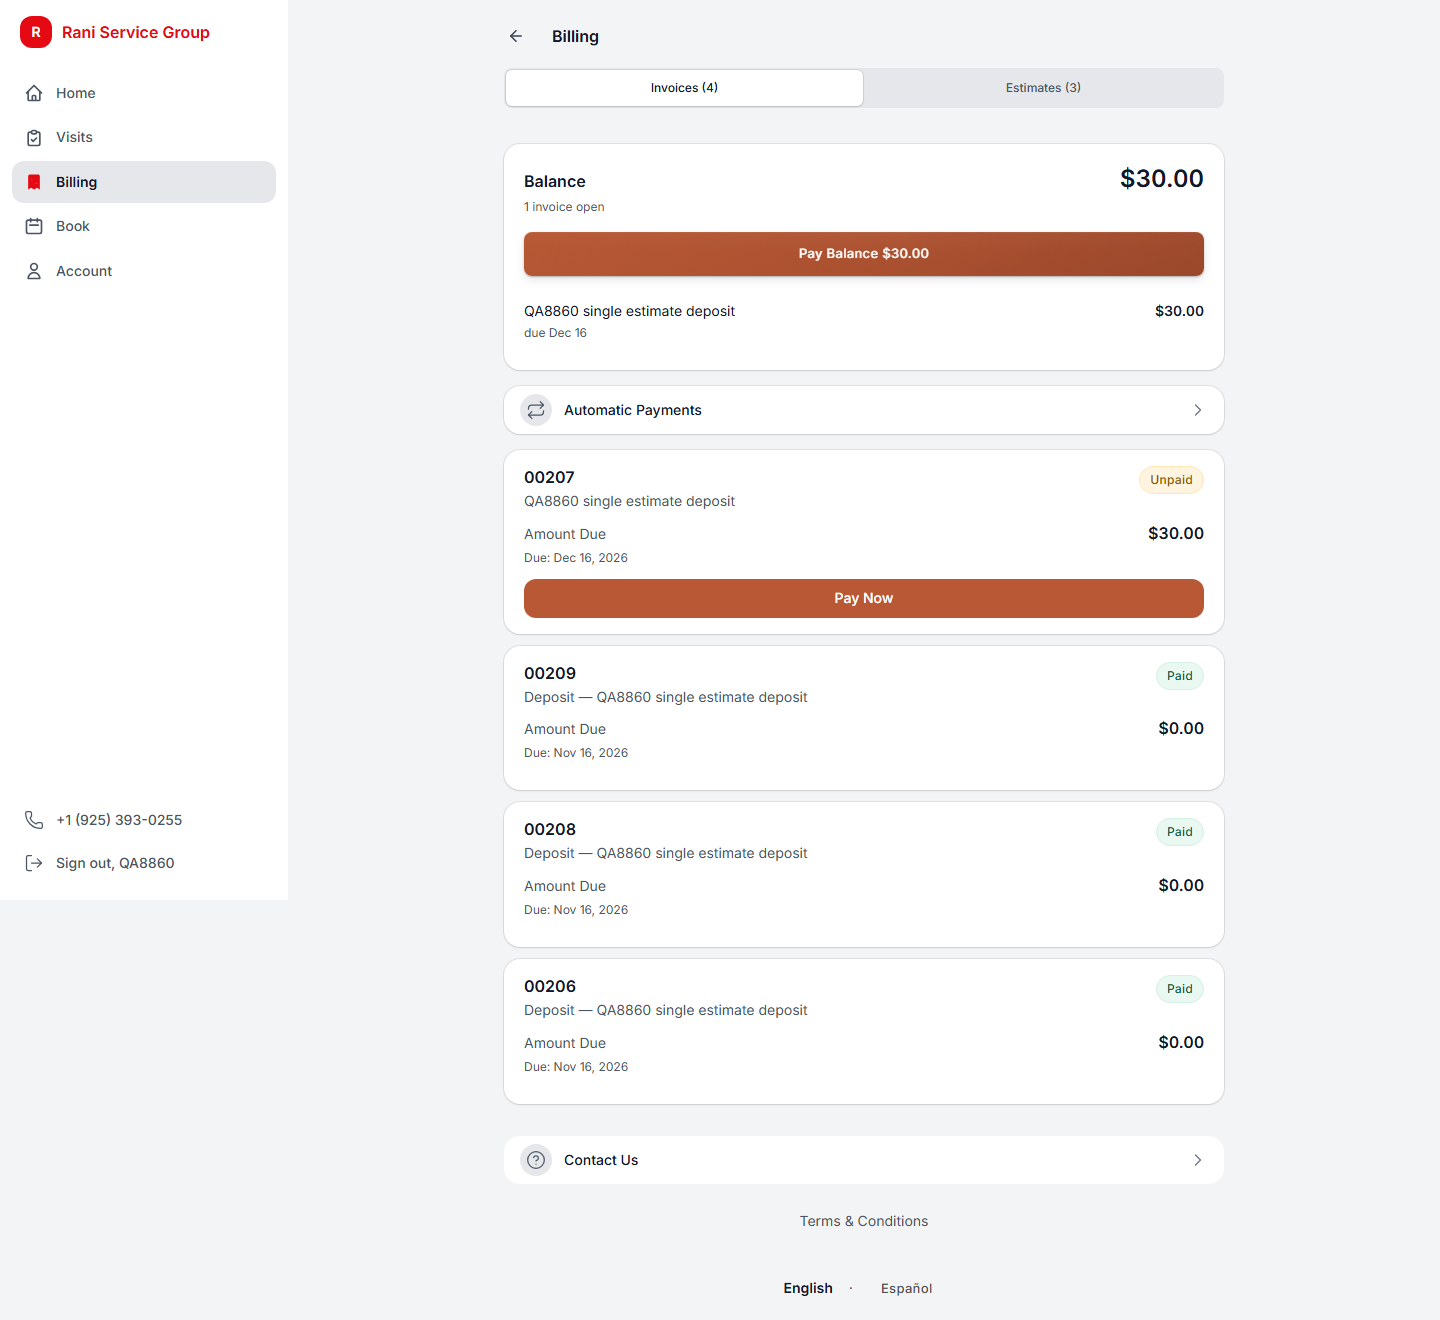 R
Rani Service Group
Home
Visits
Billing
Book
Account
+1 (925) 393-0255
Sign out, QA8860
Billing
Invoices (4)
Estimates (3)
Balance
$30.00
1 invoice open
Pay Balance $30.00
QA8860 single estimate deposit
$30.00
due Dec 16
Automatic Payments
00207
Unpaid
QA8860 single estimate deposit
Amount Due
$30.00
Due: Dec 16, 2026
Pay Now
00209
Paid
Deposit — QA8860 single estimate deposit
Amount Due
$0.00
Due: Nov 16, 2026
00208
Paid
Deposit — QA8860 single estimate deposit
Amount Due
$0.00
Due: Nov 16, 2026
00206
Paid
Deposit — QA8860 single estimate deposit
Amount Due
$0.00
Due: Nov 16, 2026
Contact Us
Terms & Conditions
English · Español